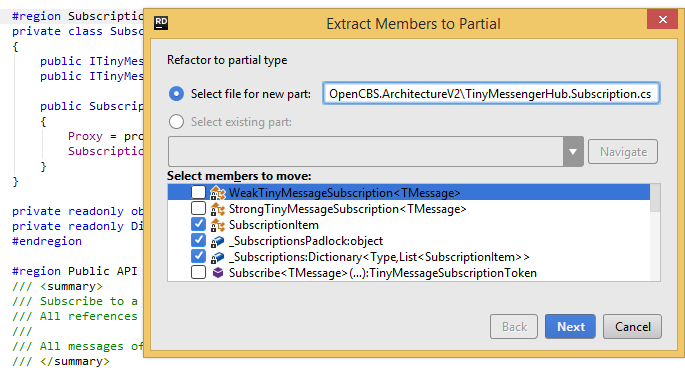 #region Subscriptio
private class Subsc
{
public ITinyMes
public ITinyMes
public Subscrip
{
Proxy = pro
Subscriptio
}
}
private readonly ob
private readonly Di
#endregion
#region Public API
/// <summary>
/// Subscribe to a
/// All references
///
/// All messages of
/// </summary>
RD
Extract Members to Partial
Refactor to partial type
Select file for new part:
OpenCBS.ArchitectureV2\TinyMessengerHub.Subscription.cs
Select existing part:
Navigate
Select members to move:
WeakTinyMessageSubscription<TMessage>
StrongTinyMessageSubscription<TMessage>
SubscriptionItem
_SubscriptionsPadlock:object
_Subscriptions:Dictionary<Type,List<SubscriptionItem>>
Subscribe<TMessage>(...):TinyMessageSubscriptionToken
Back
Next
Cancel